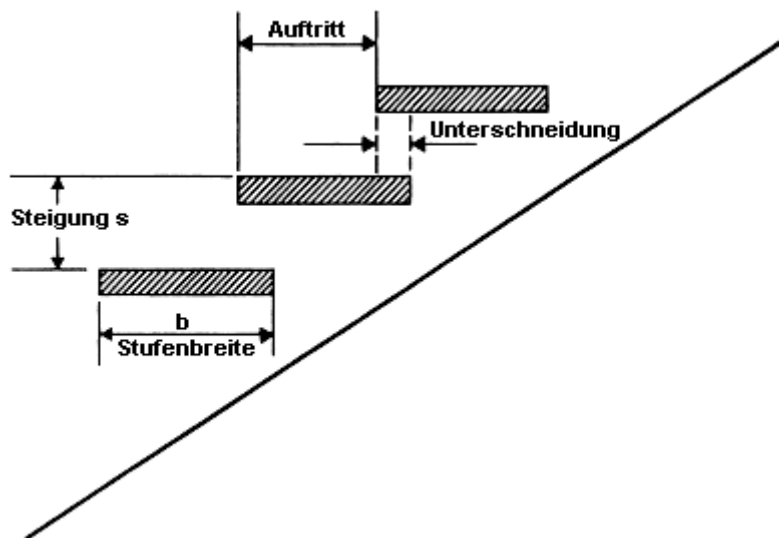 Auftritt
Unterschneidung
Steigung s
b
Stufenbreite